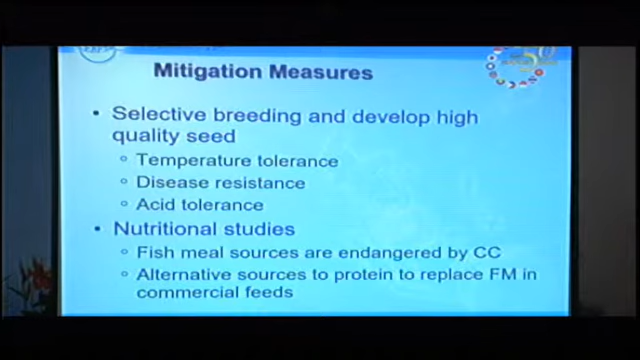 50
Mitigation Measures
• Selective breeding and develop high
quality seed
◦ Temperature tolerance
◦ Disease resistance
◦ Acid tolerance
• Nutritional studies
◦ Fish meal sources are endangered by CC
◦ Alternative sources to protein to replace FM in
commercial feeds